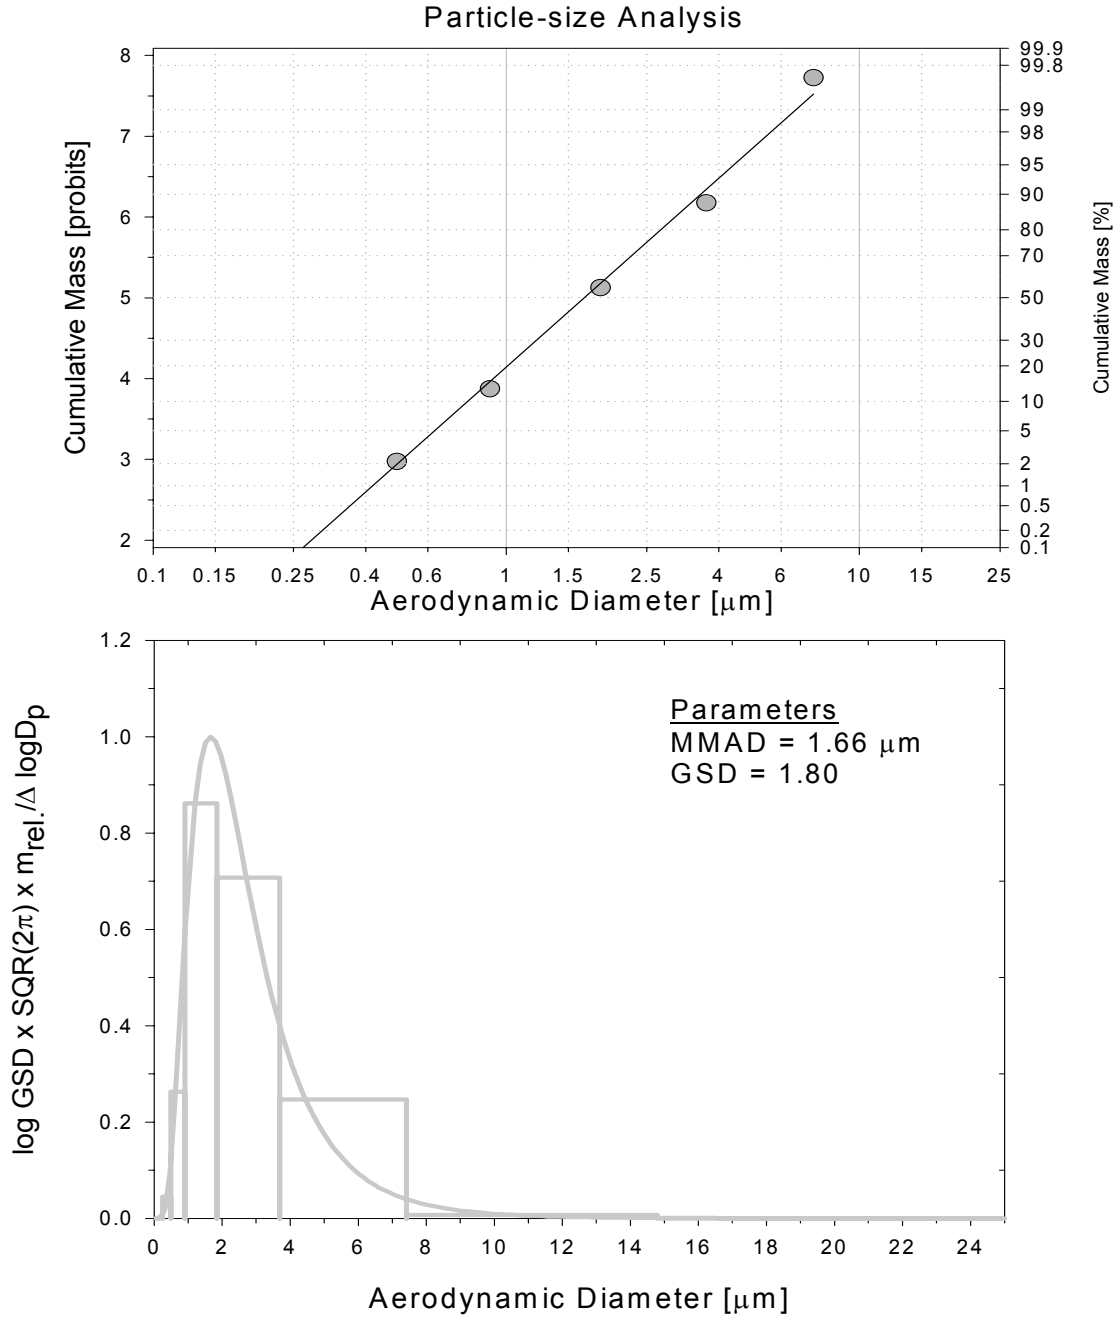 Particle-size Analysis
Cumulative Mass [probits]
8
7
6
5
4
3
2
99.9
99.8
99
98
95
90
80
70
50
30
20
10
5
2
1
0.5
0.2
0.1
Cumulative Mass [%]
0.1 0.15 0.25 0.4 0.6 1 1.5 2.5 4 6 10 15 25
Aerodynamic Diameter [μm]
log GSD x SQR(2π) x mrel./Δ logDp
1.2
1.0
0.8
0.6
0.4
0.2
0.0
Parameters
MMAD = 1.66 μm
GSD = 1.80
0 2 4 6 8 10 12 14 16 18 20 22 24
Aerodynamic Diameter [μm]